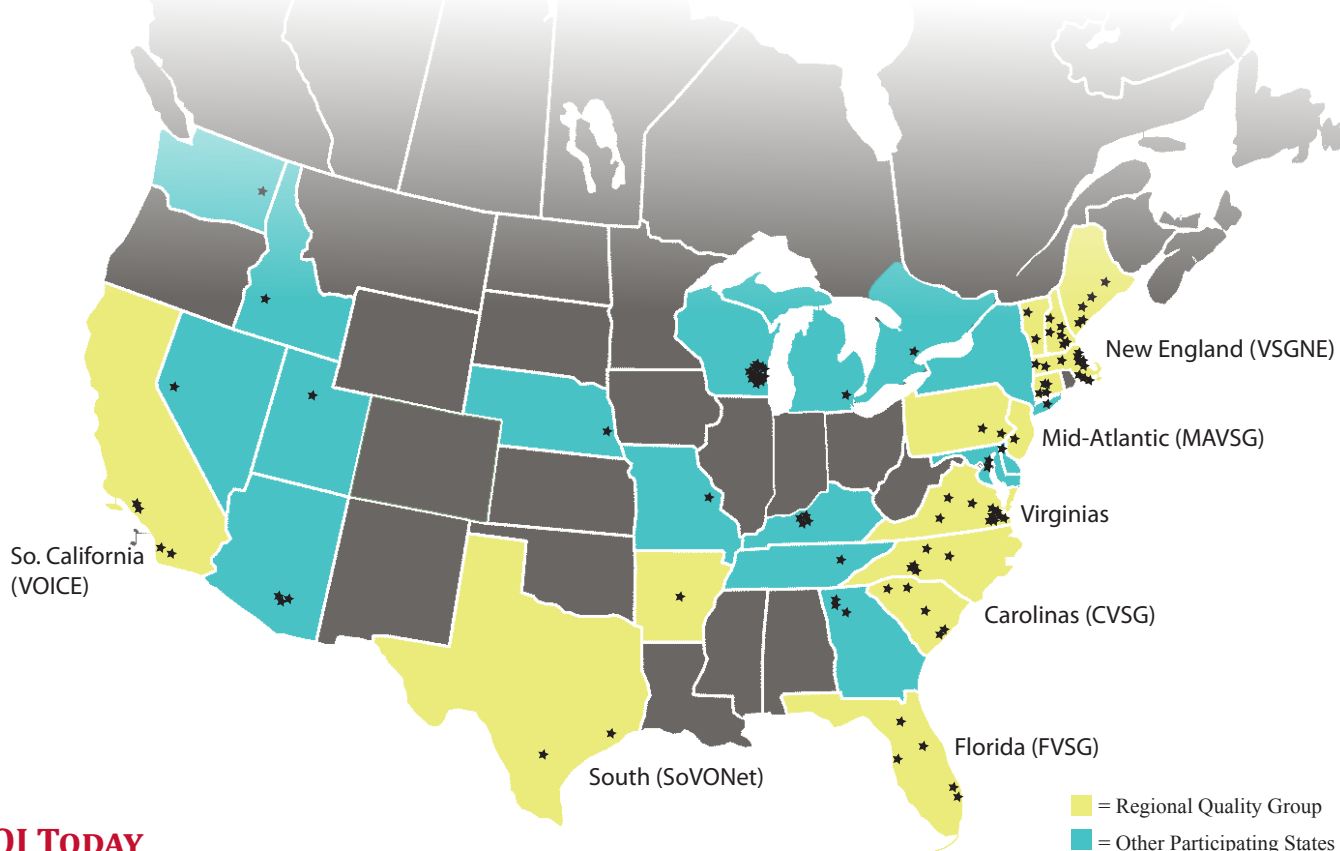 New England (VSGNE)
Mid-Atlantic (MAVSG)
Virginias
So. California
(VOICE)
Carolinas (CVSG)
Florida (FVSG)
South (SoVONet)
= Regional Quality Group
= Other Participating States
TODAY